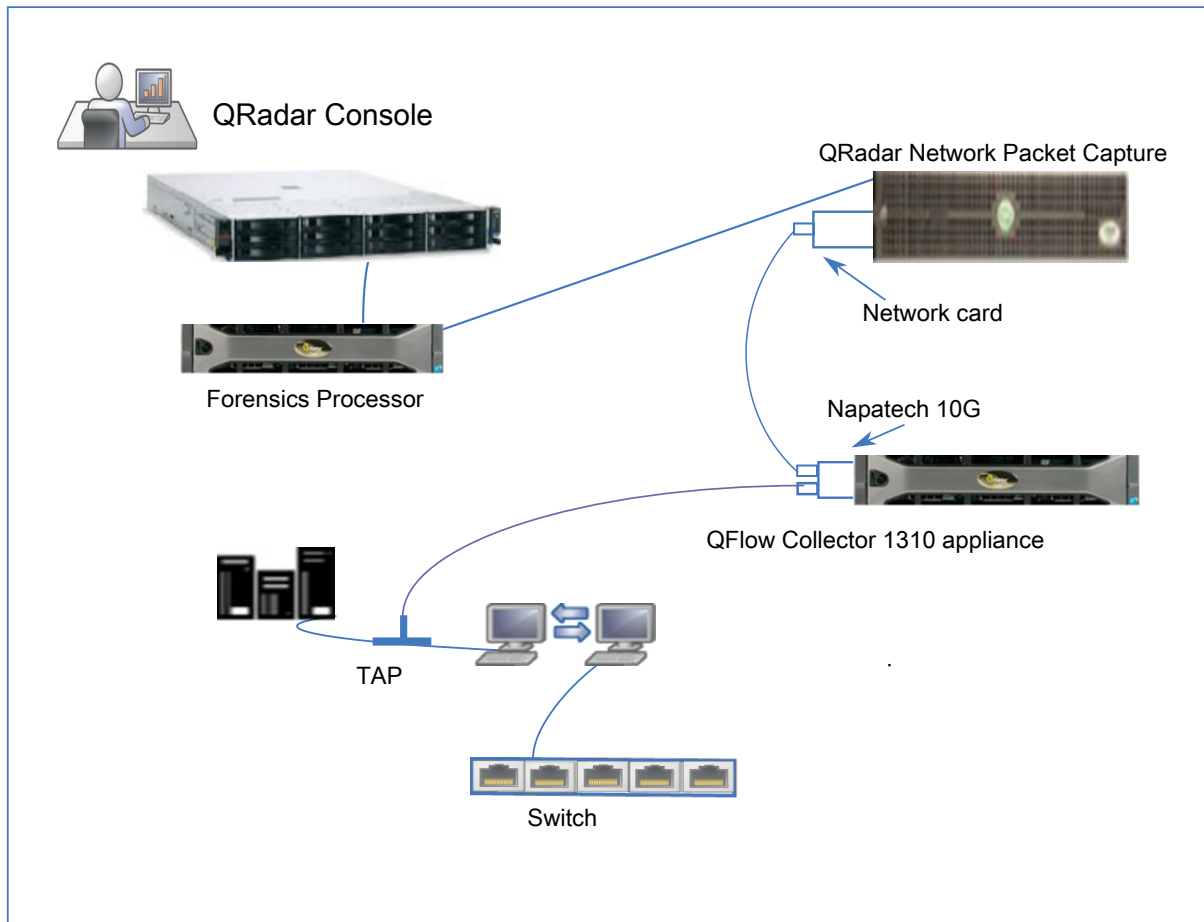 QRadar Console
QRadar Network Packet Capture
Network card
Forensics Processor
Napatech 10G
QFlow Collector 1310 appliance
TAP
.
Switch